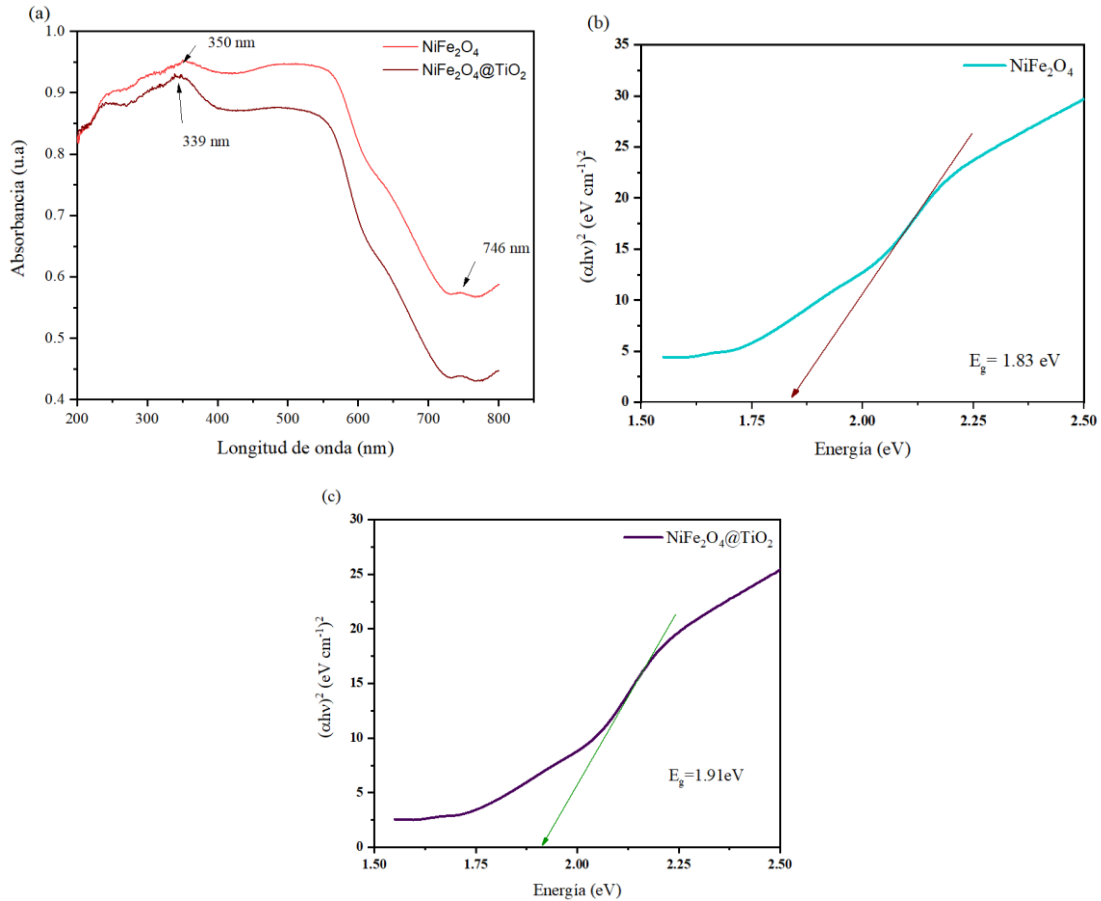 (a)
1.0
0.9
0.8
0.7
0.6
0.5
0.4
Absorbancia (u.a)
350 nm
339 nm
746 nm
NiFe₂O₄
NiFe₂O₄@TiO₂
200 300 400 500 600 700 800
Longitud de onda (nm)
(b)
35
30
25
20
15
10
5
0
(αhν)² (eV cm⁻¹)²
NiFe₂O₄
E_g= 1.83 eV
1.50 1.75 2.00 2.25 2.50
Energía (eV)
(c)
30
25
20
15
10
5
0
(αhν)² (eV cm⁻¹)²
NiFe₂O₄@TiO₂
E_g=1.91eV
1.50 1.75 2.00 2.25 2.50
Energía (eV)